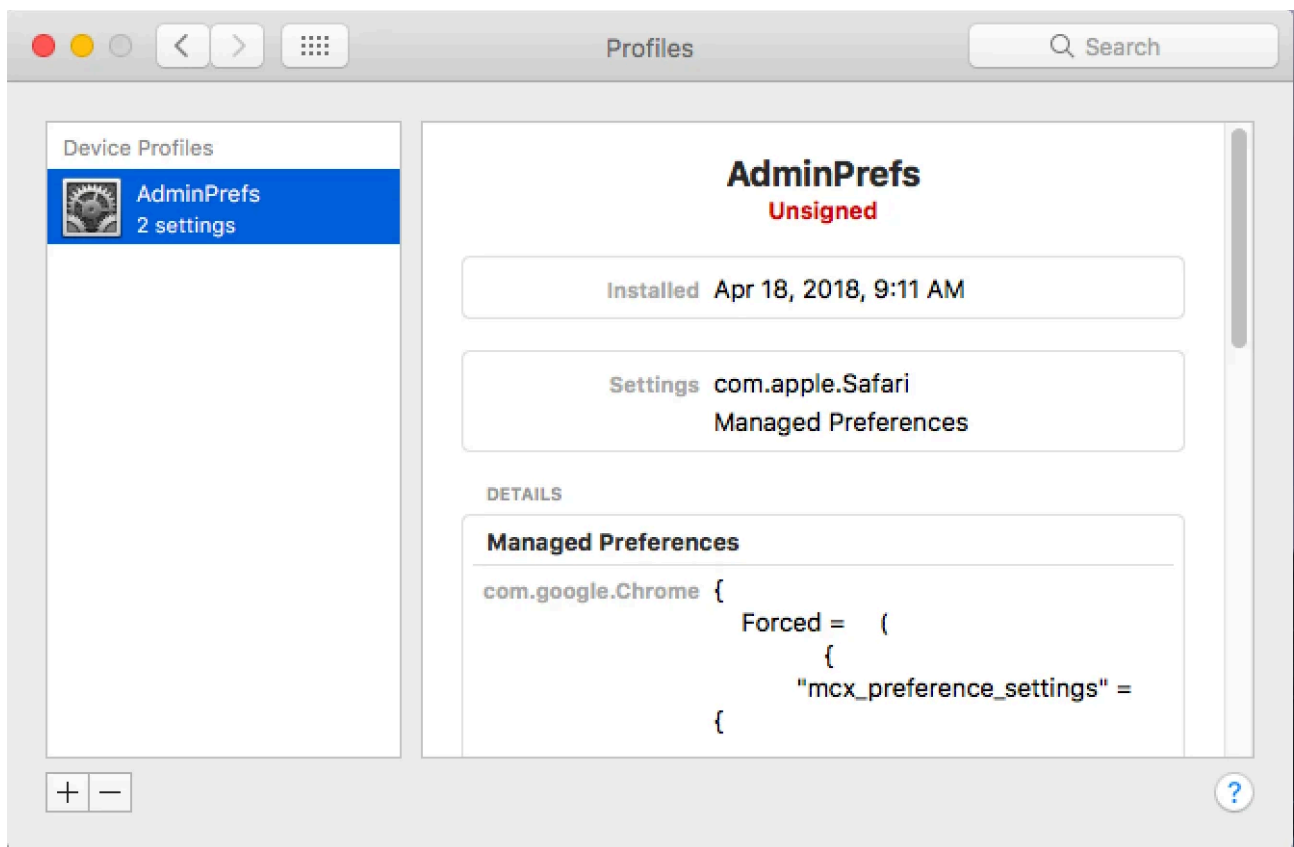 Profiles
Search
Device Profiles
AdminPrefs
2 settings
AdminPrefs
Unsigned
Installed Apr 18, 2018, 9:11 AM
Settings com.apple.Safari
Managed Preferences
DETAILS
Managed Preferences
com.google.Chrome {
Forced = (
{
"mcx_preference_settings" =
{
+ −
?